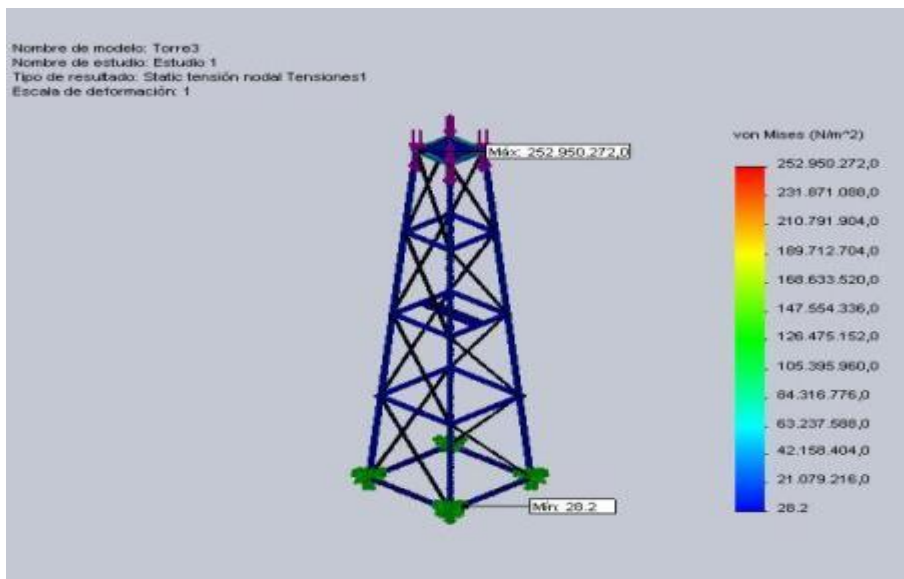 Nombre de modelo: Torre3
Nombre de estudio: Estudio 1
Tipo de resultado: Static tensión nodal Tensiones1
Escala de deformación: 1
Máx: 252.950.272,0
von Mises (N/m^2)
252.950.272,0
231.871.088,0
210.791.904,0
189.712.704,0
168.633.520,0
147.554.336,0
126.475.152,0
105.395.960,0
84.316.776,0
63.237.588,0
42.158.404,0
21.079.216,0
28.2
Mín: 28.2